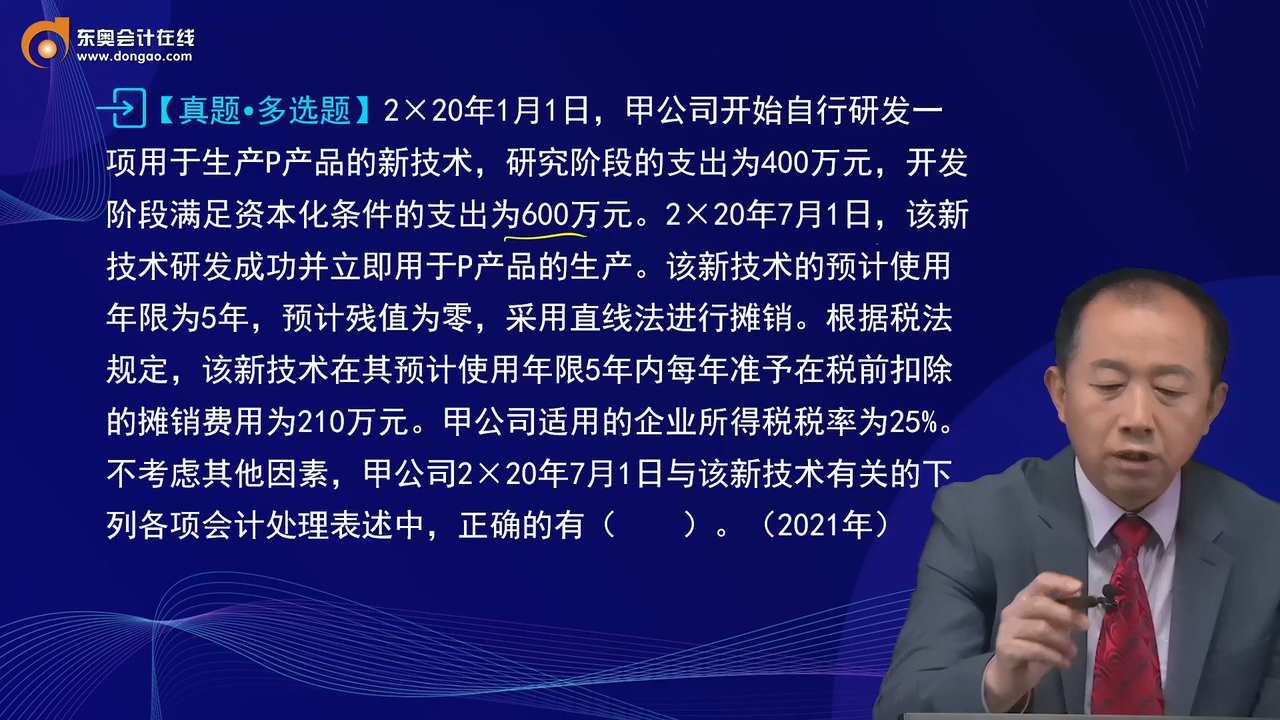 东奥会计在线
www.dongao.com
【真题•多选题】2×20年1月1日，甲公司开始自行研发一
项用于生产P产品的新技术，研究阶段的支出为400万元，开发
阶段满足资本化条件的支出为600万元。2×20年7月1日，该新
技术研发成功并立即用于P产品的生产。该新技术的预计使用
年限为5年，预计残值为零，采用直线法进行摊销。根据税法
规定，该新技术在其预计使用年限5年内每年准予在税前扣除
的摊销费用为210万元。甲公司适用的企业所得税税率为25%。
不考虑其他因素，甲公司2×20年7月1日与该新技术有关的下
列各项会计处理表述中，正确的有（　　）。（2021年）